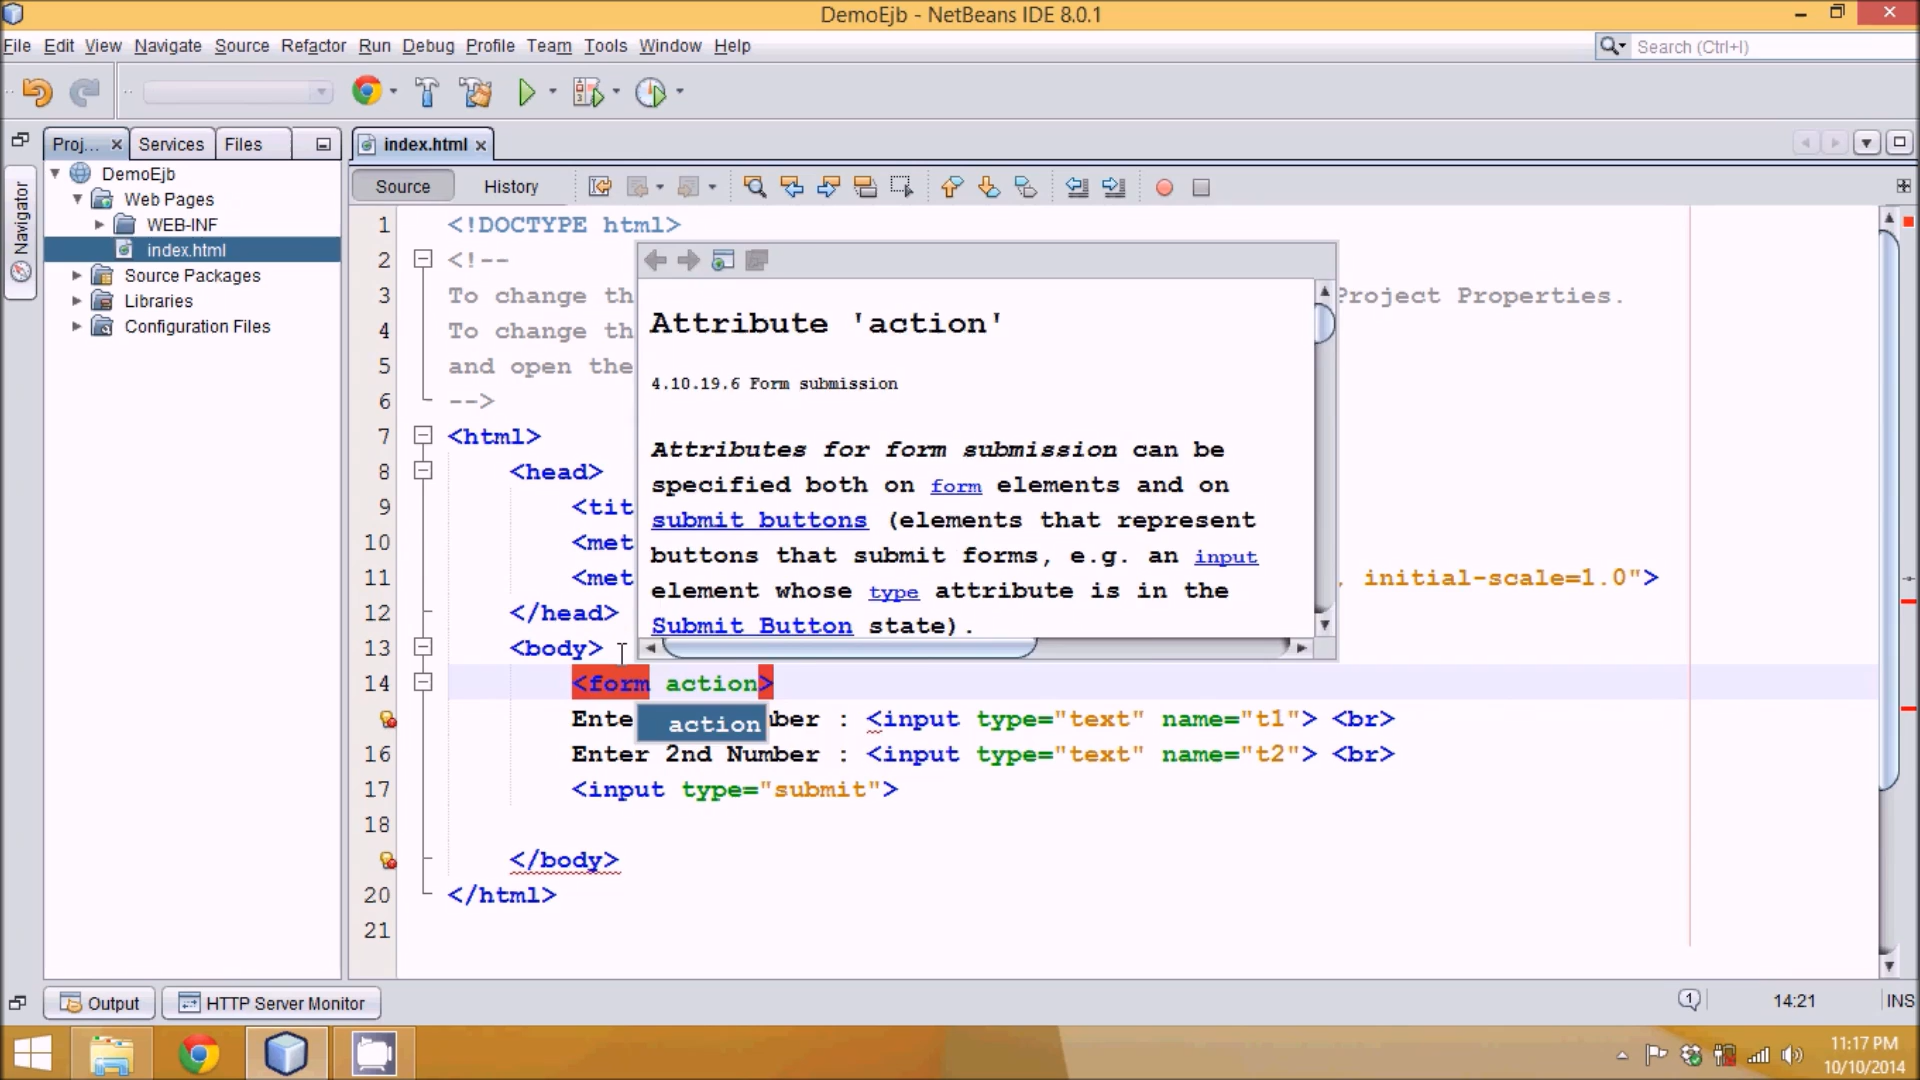 DemoEjb - NetBeans IDE 8.0.1
File Edit View Navigate Source Refactor Run Debug Profile Team Tools Window Help
Search (Ctrl+I)
Proj... Services Files
index.html
Navigator
DemoEjb
Web Pages
WEB-INF
index.html
Source Packages
Libraries
Configuration Files
Source History
1 <!DOCTYPE html>
2 <!--
3 To change th Project Properties.
4 To change th
5 and open the
6 -->
7 <html>
8 <head>
9 <tit
10 <met
11 <met , initial-scale=1.0">
12 </head>
13 <body>
14 <form action>
Ente ber : <input type="text" name="t1"> <br>
16 Enter 2nd Number : <input type="text" name="t2"> <br>
17 <input type="submit">
18
</body>
20 </html>
21
Attribute 'action'
4.10.19.6 Form submission
Attributes for form submission can be
specified both on form elements and on
submit buttons (elements that represent
buttons that submit forms, e.g. an input
element whose type attribute is in the
Submit Button state).
action
Output HTTP Server Monitor
1 14:21 INS
11:17 PM
10/10/2014